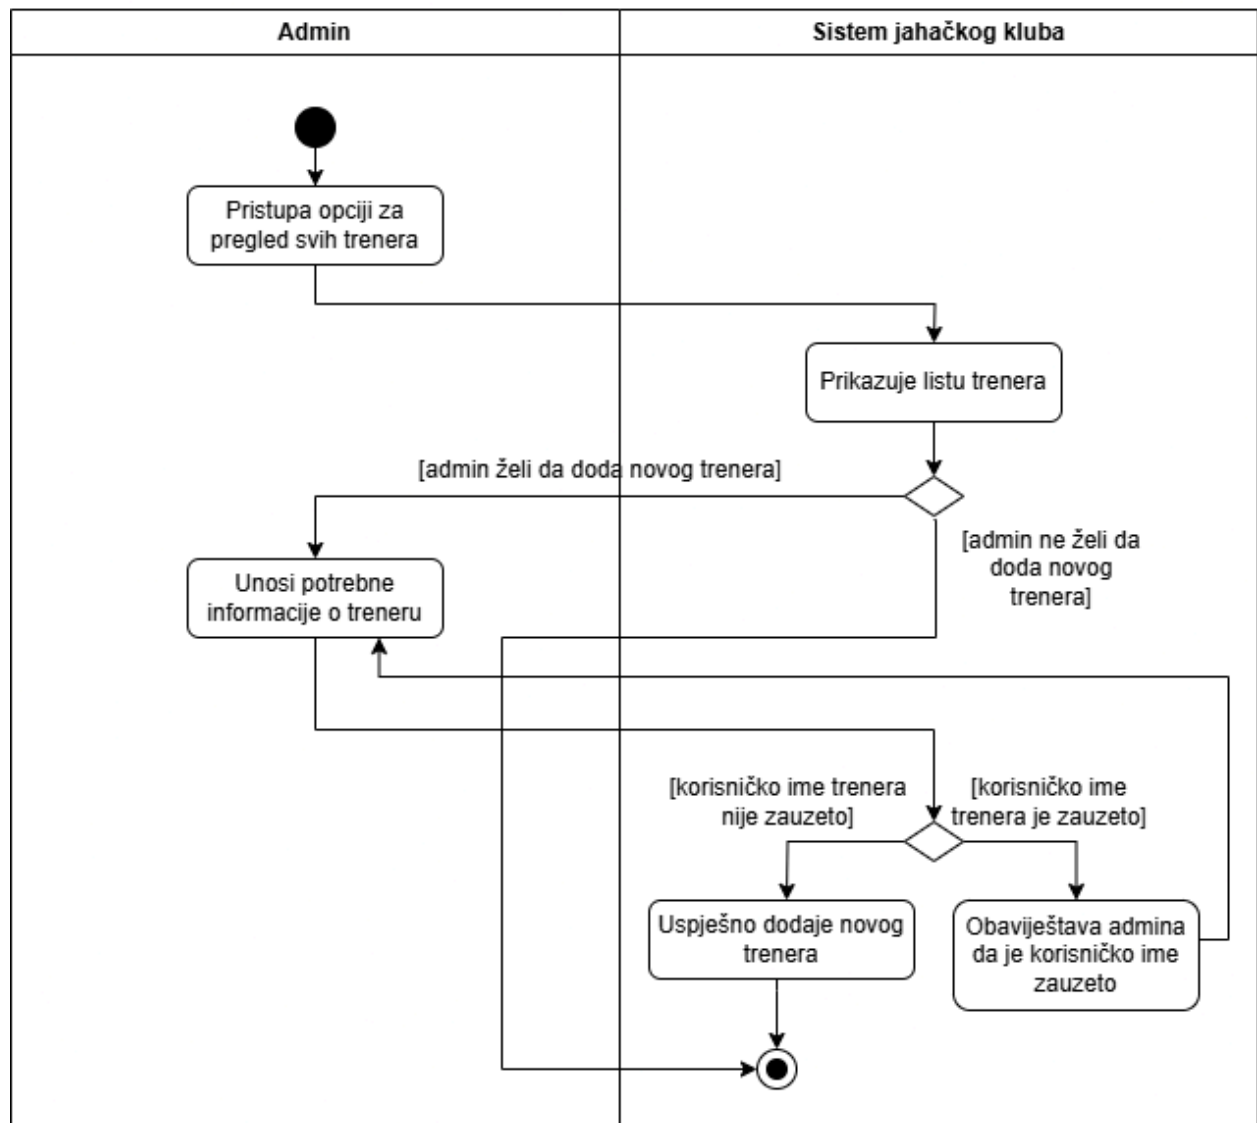 Admin
Sistem jahačkog kluba
Pristupa opciji za
pregled svih trenera
Prikazuje listu trenera
[admin želi da doda novog trenera]
[admin ne želi da
doda novog
trenera]
Unosi potrebne
informacije o treneru
[korisničko ime trenera
nije zauzeto]
[korisničko ime
trenera je zauzeto]
Uspješno dodaje novog
trenera
Obaviještava admina
da je korisničko ime
zauzeto